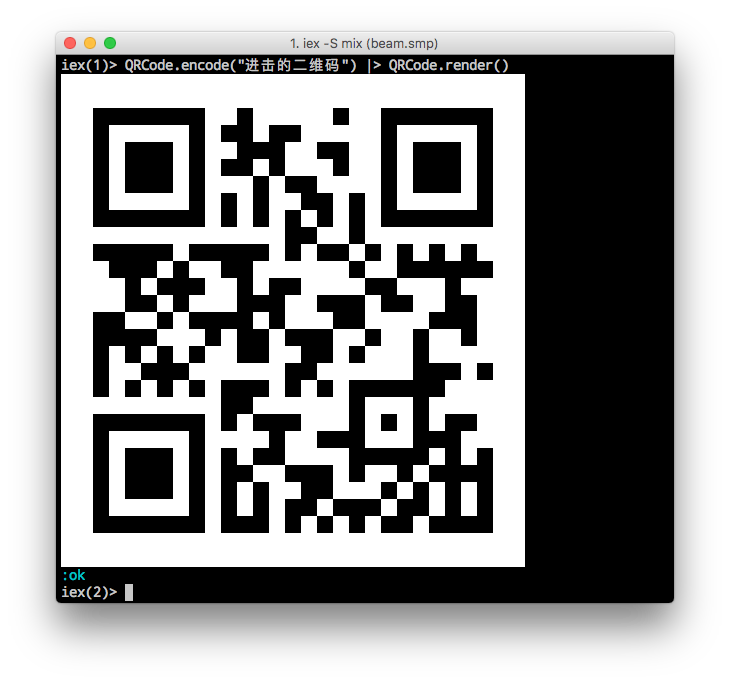 1. iex -S mix (beam.smp)
iex(1)> QRCode.encode("进击的二维码") |> QRCode.render()
:ok
iex(2)>